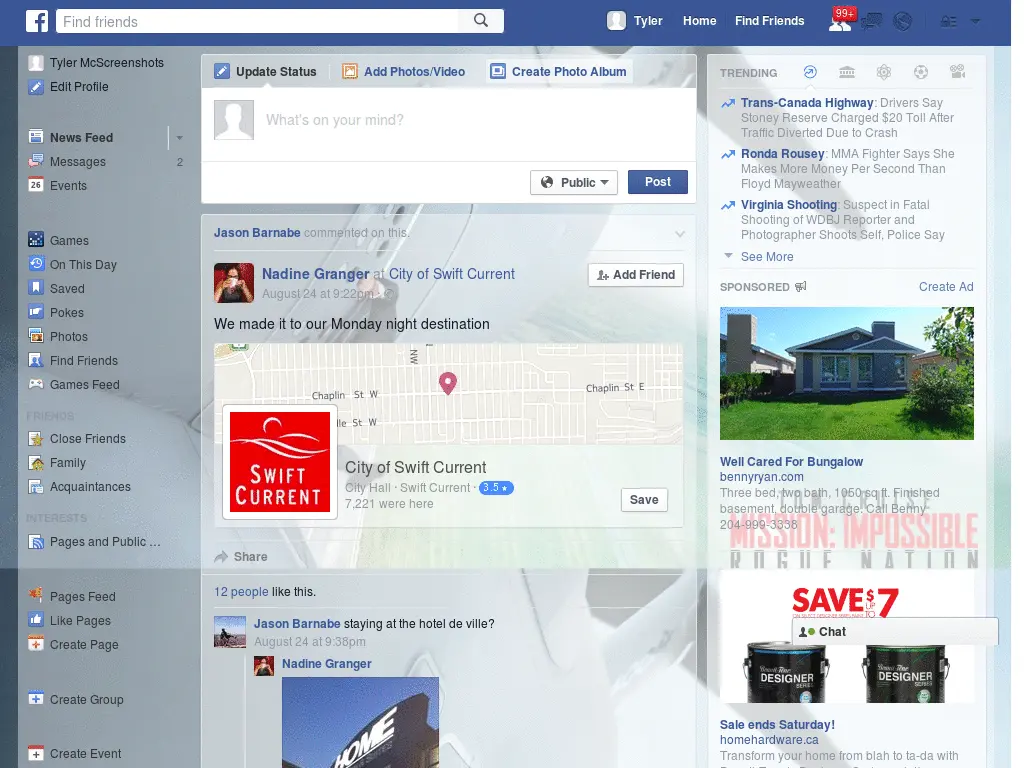 Find friends
Tyler
Home
Find Friends
99+
Tyler McScreenshots
Edit Profile
News Feed
Messages
2
26
Events
Games
On This Day
Saved
Pokes
Photos
Find Friends
Games Feed
FRIENDS
Close Friends
Family
Acquaintances
INTERESTS
Pages and Public ...
Pages Feed
Like Pages
Create Page
Create Group
Create Event
Update Status
Add Photos/Video
Create Photo Album
What's on your mind?
Public
Post
Jason Barnabe commented on this.
Nadine Granger at City of Swift Current
August 24 at 9:22pm ·
Add Friend
We made it to our Monday night destination
NW
Chaplin St W
Chaplin St E
lle St W
SWIFT
CURRENT
City of Swift Current
City Hall · Swift Current · 3.5 ★
7,221 were here
Save
Share
12 people like this.
Jason Barnabe staying at the hotel de ville?
August 24 at 9:38pm
Nadine Granger
HOME
TRENDING
Trans-Canada Highway: Drivers Say
Stoney Reserve Charged $20 Toll After
Traffic Diverted Due to Crash
Ronda Rousey: MMA Fighter Says She
Makes More Money Per Second Than
Floyd Mayweather
Virginia Shooting: Suspect in Fatal
Shooting of WDBJ Reporter and
Photographer Shoots Self, Police Say
See More
SPONSORED
Create Ad
Well Cared For Bungalow
bennyryan.com
Three bed, two bath, 1050 sq ft. Finished
basement, double garage. Call Benny
204-999-3338
TOM CRUISE
MISSION: IMPOSSIBLE
ROGUE NATION
SAVE UP TO $7
Chat
DESIGNER
SERIES
DESIGNER
SERIES
Sale ends Saturday!
homehardware.ca
Transform your home from blah to ta-da with